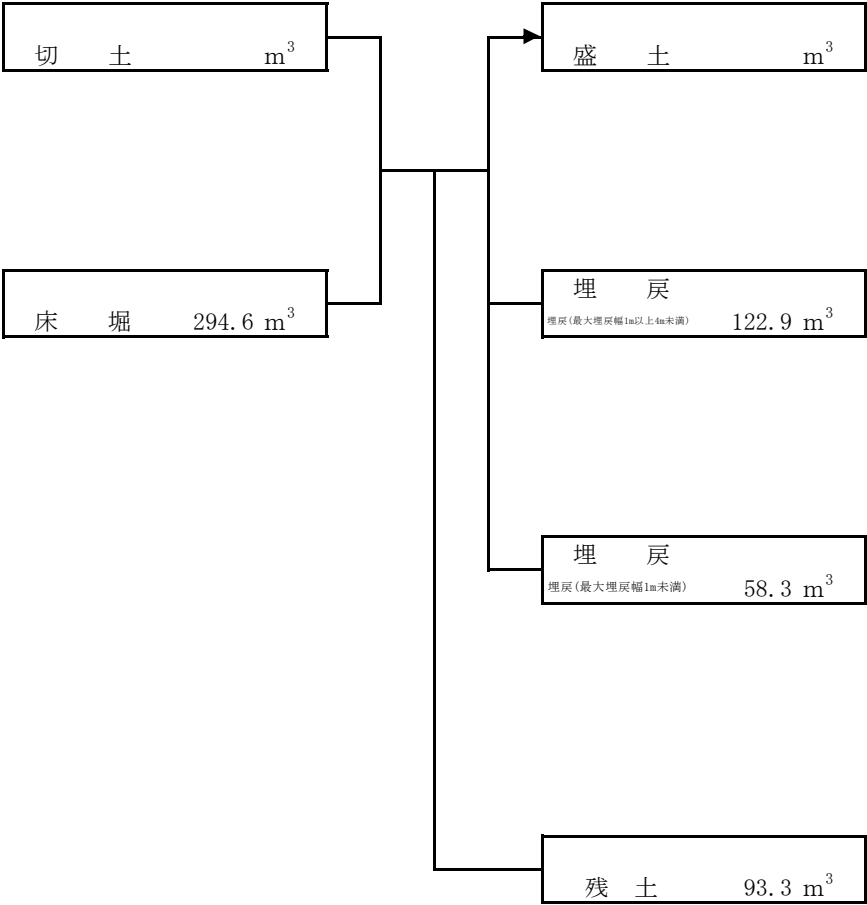 切　土　m³
盛　土　m³
床　堀　294.6 m³
埋　戻
埋戻(最大埋戻幅1m以上4m未満)　122.9 m³
埋　戻
埋戻(最大埋戻幅1m未満)　58.3 m³
残　土　93.3 m³